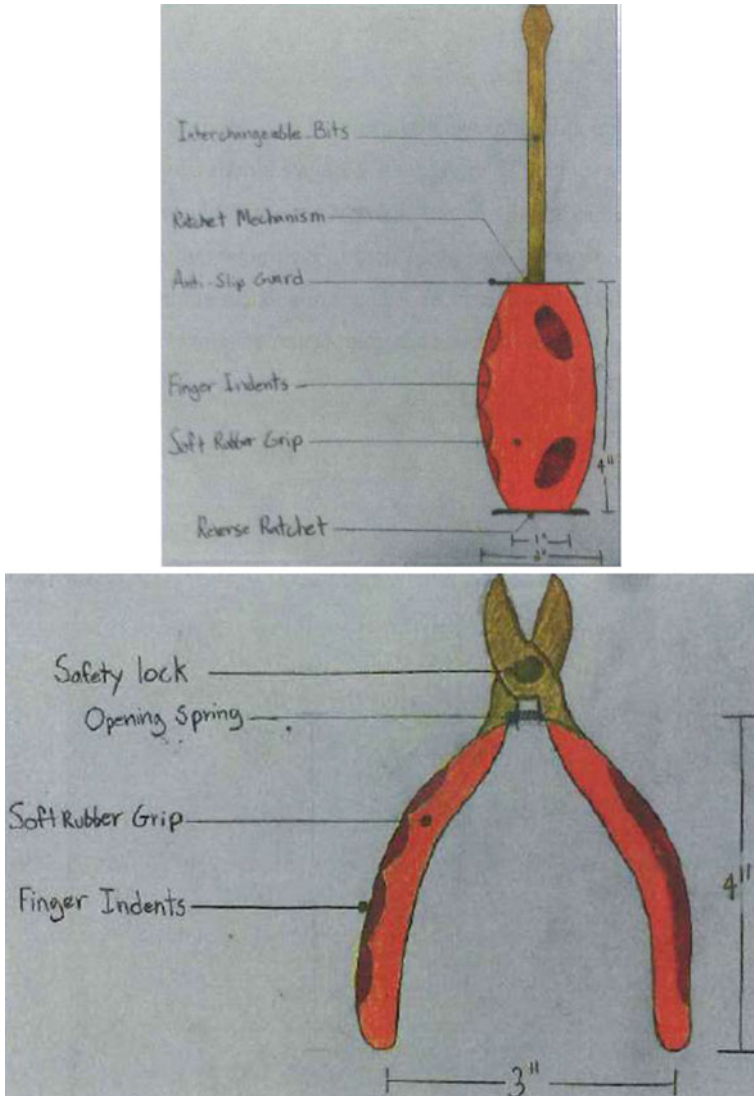 Interchangeable Bits
Ratchet Mechanism
Anti-Slip Guard
Finger Indents
Soft Rubber Grip
4"
Reverse Ratchet
1"
Safety lock
Opening Spring
Soft Rubber Grip
Finger Indents
4"
3"